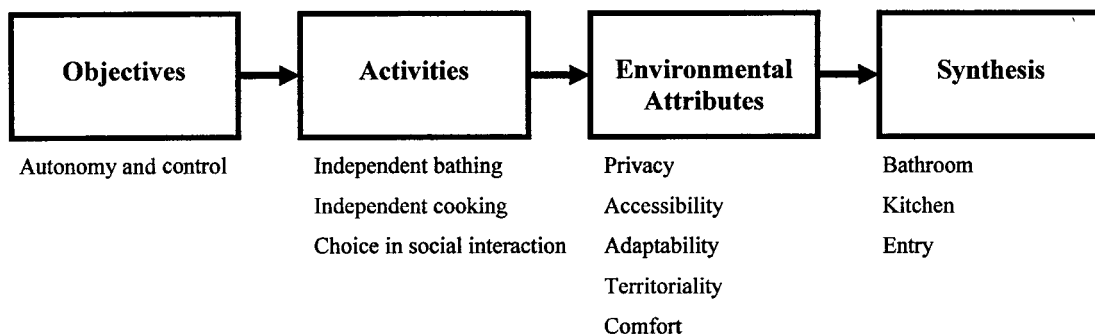 Objectives
Activities
Environmental
Attributes
Synthesis
Autonomy and control
Independent bathing
Independent cooking
Choice in social interaction
Privacy
Accessibility
Adaptability
Territoriality
Comfort
Bathroom
Kitchen
Entry